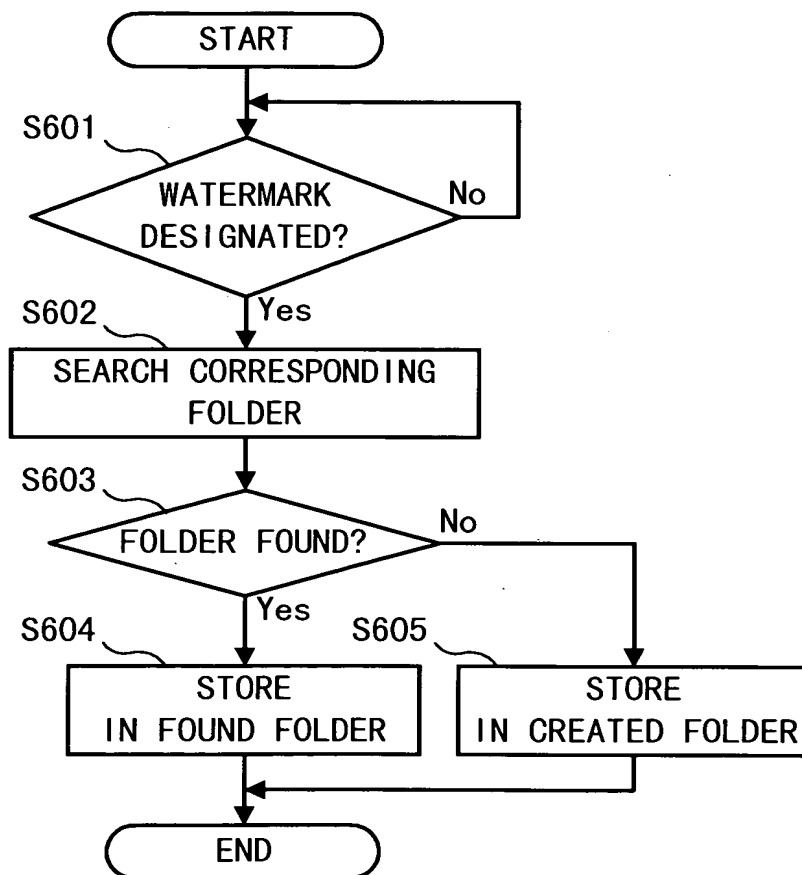 START
S601
WATERMARK
DESIGNATED?
No
Yes
S602
SEARCH CORRESPONDING
FOLDER
S603
FOLDER FOUND?
No
Yes
S604
STORE
IN FOUND FOLDER
S605
STORE
IN CREATED FOLDER
END